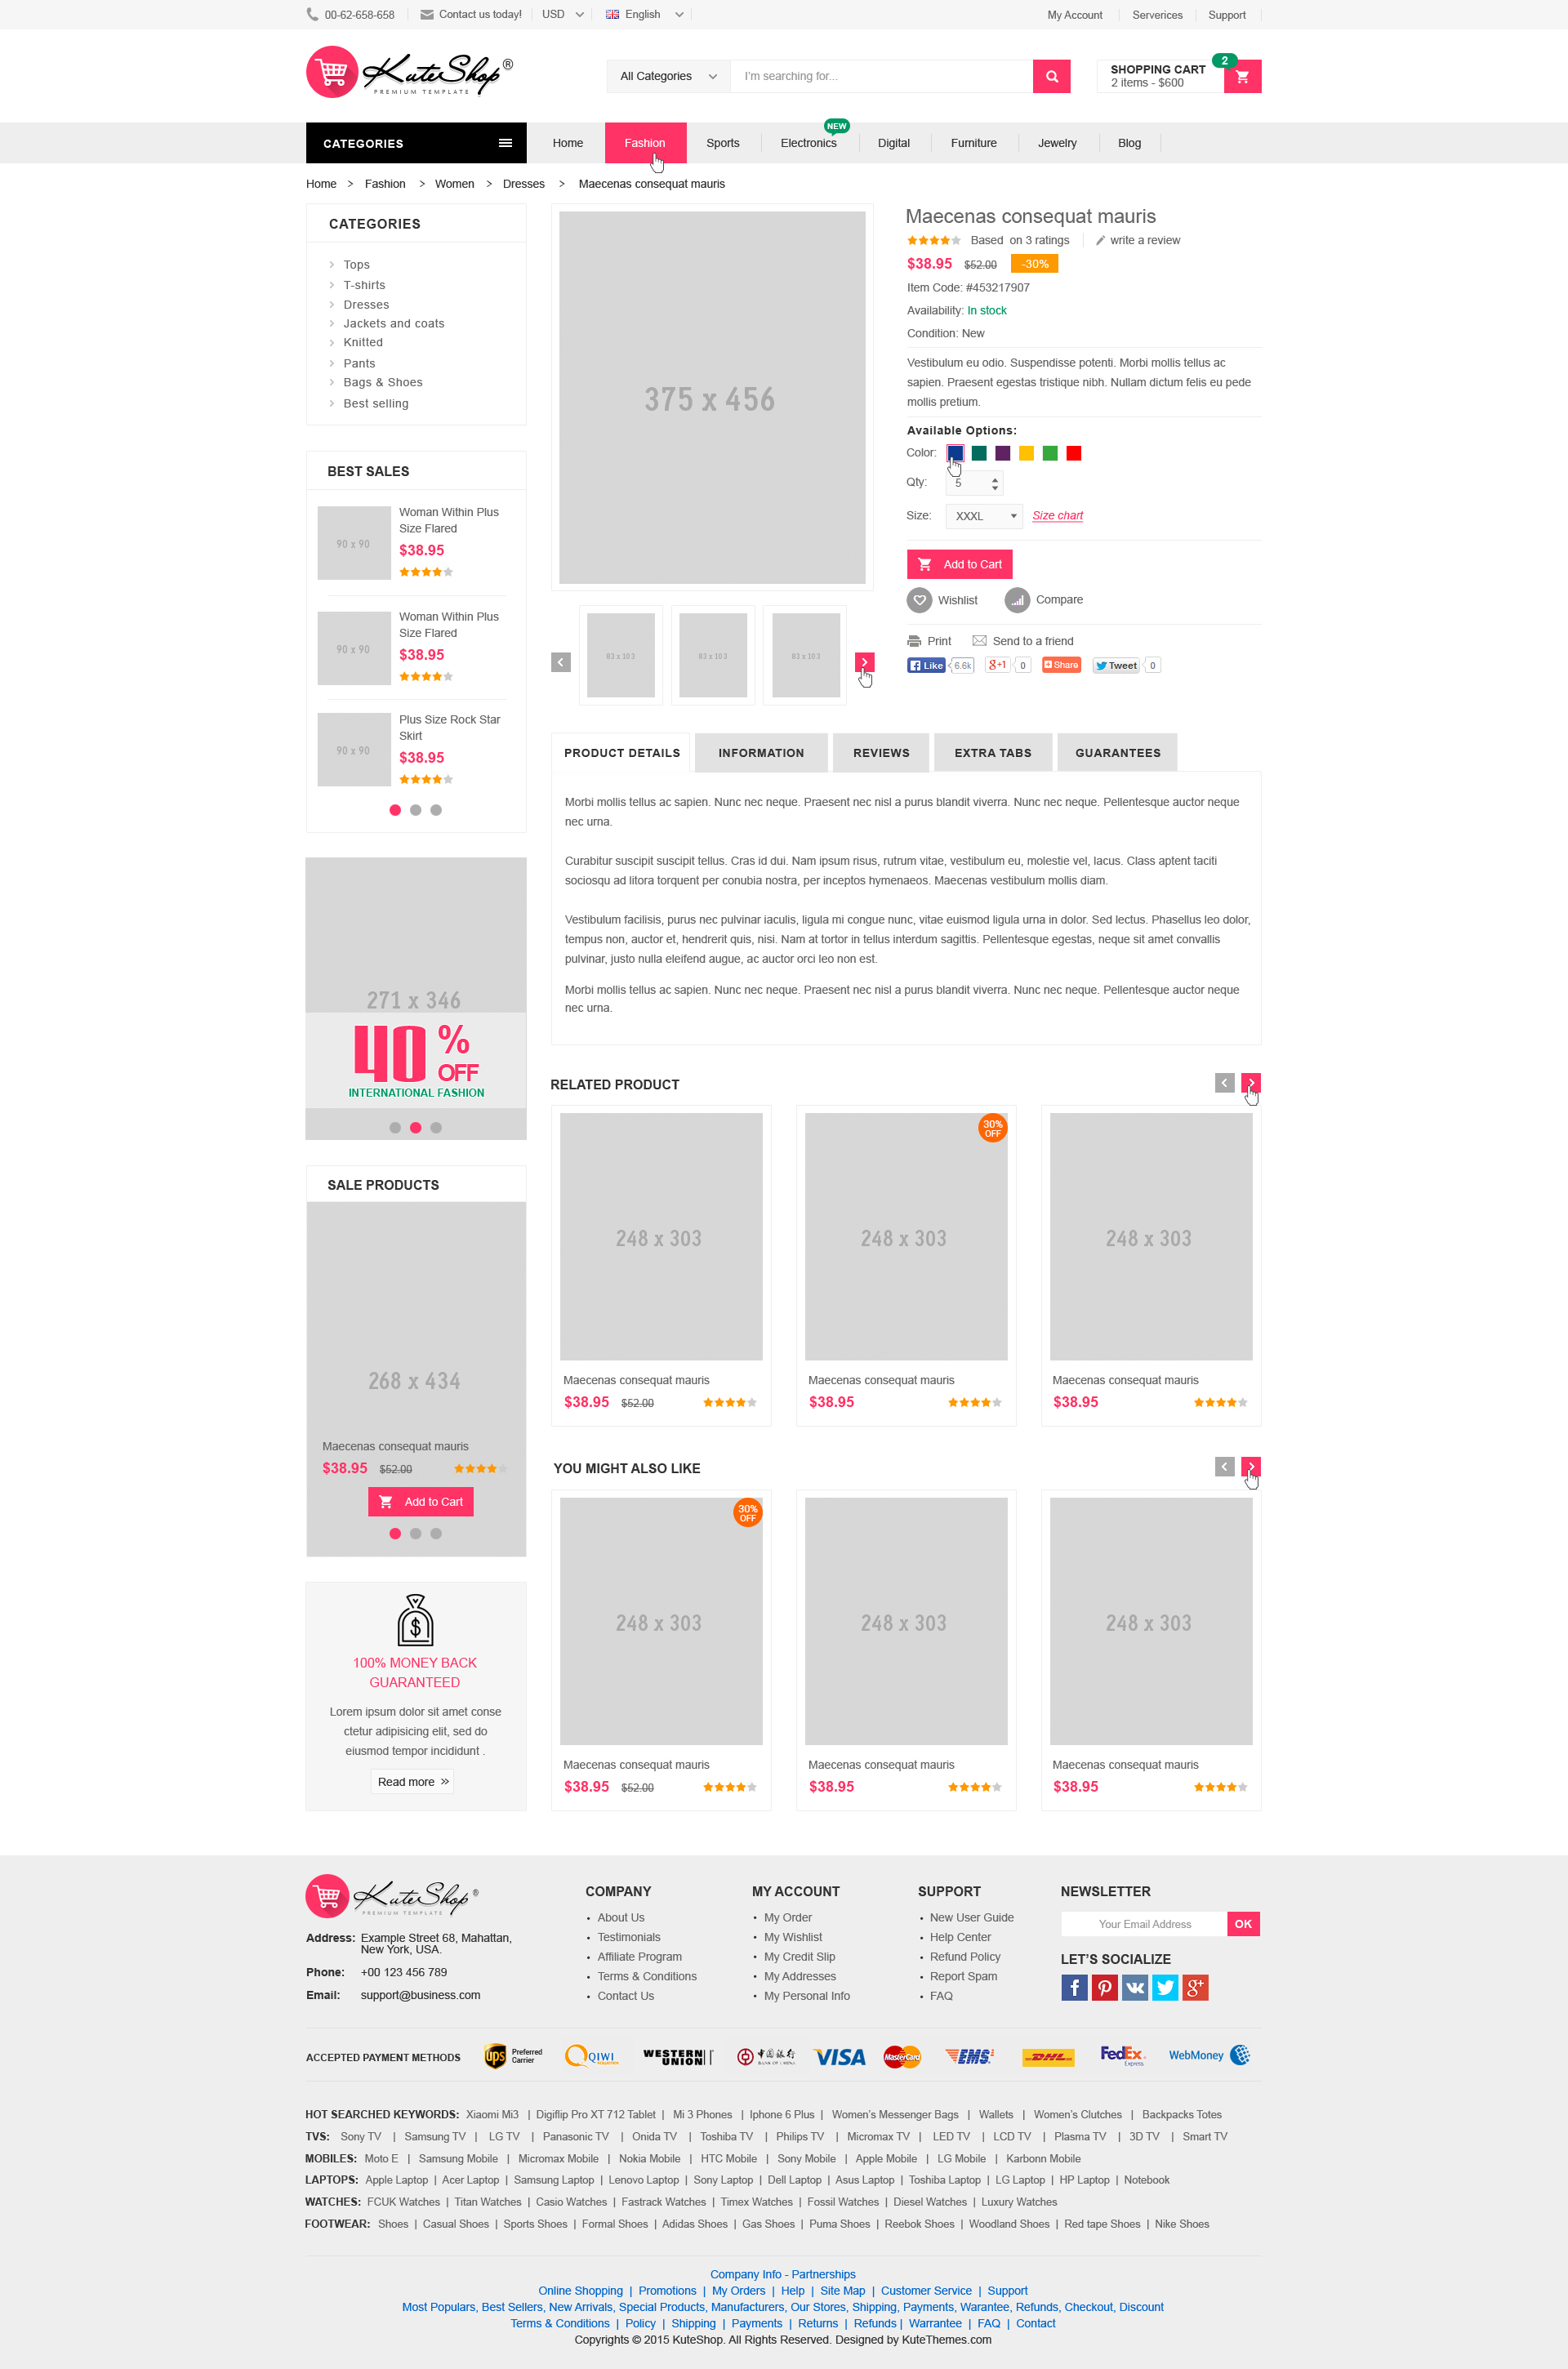 00-62-658-658 Contact us today! USD English My Account Serverices Support
KuteShop®
PREMIUM TEMPLATE
All Categories I'm searching for...
SHOPPING CART 2
2 items - $600
CATEGORIES Home Fashion Sports Electronics NEW Digital Furniture Jewelry Blog
Home > Fashion > Women > Dresses > Maecenas consequat mauris
CATEGORIES
Tops
T-shirts
Dresses
Jackets and coats
Knitted
Pants
Bags & Shoes
Best selling
BEST SALES
90 x 90
Woman Within Plus
Size Flared
$38.95
90 x 90
Woman Within Plus
Size Flared
$38.95
90 x 90
Plus Size Rock Star
Skirt
$38.95
271 x 346
40 % OFF
INTERNATIONAL FASHION
SALE PRODUCTS
268 x 434
Maecenas consequat mauris
$38.95 $52.00
Add to Cart
$
100% MONEY BACK
GUARANTEED
Lorem ipsum dolor sit amet conse
ctetur adipisicing elit, sed do
eiusmod tempor incididunt .
Read more »
375 x 456
83 x 103 83 x 103 83 x 103
Maecenas consequat mauris
Based on 3 ratings write a review
$38.95 $52.00 -30%
Item Code: #453217907
Availability: In stock
Condition: New
Vestibulum eu odio. Suspendisse potenti. Morbi mollis tellus ac
sapien. Praesent egestas tristique nibh. Nullam dictum felis eu pede
mollis pretium.
Available Options:
Color:
Qty: 5
Size: XXXL Size chart
Add to Cart
Wishlist Compare
Print Send to a friend
Like 6.6k g+1 0 Share Tweet 0
PRODUCT DETAILS INFORMATION REVIEWS EXTRA TABS GUARANTEES
Morbi mollis tellus ac sapien. Nunc nec neque. Praesent nec nisl a purus blandit viverra. Nunc nec neque. Pellentesque auctor neque
nec urna.
Curabitur suscipit suscipit tellus. Cras id dui. Nam ipsum risus, rutrum vitae, vestibulum eu, molestie vel, lacus. Class aptent taciti
sociosqu ad litora torquent per conubia nostra, per inceptos hymenaeos. Maecenas vestibulum mollis diam.
Vestibulum facilisis, purus nec pulvinar iaculis, ligula mi congue nunc, vitae euismod ligula urna in dolor. Sed lectus. Phasellus leo dolor,
tempus non, auctor et, hendrerit quis, nisi. Nam at tortor in tellus interdum sagittis. Pellentesque egestas, neque sit amet convallis
pulvinar, justo nulla eleifend augue, ac auctor orci leo non est.
Morbi mollis tellus ac sapien. Nunc nec neque. Praesent nec nisl a purus blandit viverra. Nunc nec neque. Pellentesque auctor neque
nec urna.
RELATED PRODUCT
30%
OFF
248 x 303 248 x 303 248 x 303
Maecenas consequat mauris Maecenas consequat mauris Maecenas consequat mauris
$38.95 $52.00 $38.95 $38.95
YOU MIGHT ALSO LIKE
30%
OFF
248 x 303 248 x 303 248 x 303
Maecenas consequat mauris Maecenas consequat mauris Maecenas consequat mauris
$38.95 $52.00 $38.95 $38.95
KuteShop®
PREMIUM TEMPLATE
Address: Example Street 68, Mahattan,
New York, USA.
Phone: +00 123 456 789
Email: support@business.com
COMPANY
• About Us
• Testimonials
• Affiliate Program
• Terms & Conditions
• Contact Us
MY ACCOUNT
• My Order
• My Wishlist
• My Credit Slip
• My Addresses
• My Personal Info
SUPPORT
• New User Guide
• Help Center
• Refund Policy
• Report Spam
• FAQ
NEWSLETTER
Your Email Address OK
LET'S SOCIALIZE
ACCEPTED PAYMENT METHODS ups Preferred Carrier QIWI WESTERN UNION 中国银行 BANK OF CHINA VISA MasterCard EMS DHL FedEx Express WebMoney
HOT SEARCHED KEYWORDS: Xiaomi Mi3 | Digiflip Pro XT 712 Tablet | Mi 3 Phones | Iphone 6 Plus | Women's Messenger Bags | Wallets | Women's Clutches | Backpacks Totes
TVS: Sony TV | Samsung TV | LG TV | Panasonic TV | Onida TV | Toshiba TV | Philips TV | Micromax TV | LED TV | LCD TV | Plasma TV | 3D TV | Smart TV
MOBILES: Moto E | Samsung Mobile | Micromax Mobile | Nokia Mobile | HTC Mobile | Sony Mobile | Apple Mobile | LG Mobile | Karbonn Mobile
LAPTOPS: Apple Laptop | Acer Laptop | Samsung Laptop | Lenovo Laptop | Sony Laptop | Dell Laptop | Asus Laptop | Toshiba Laptop | LG Laptop | HP Laptop | Notebook
WATCHES: FCUK Watches | Titan Watches | Casio Watches | Fastrack Watches | Timex Watches | Fossil Watches | Diesel Watches | Luxury Watches
FOOTWEAR: Shoes | Casual Shoes | Sports Shoes | Formal Shoes | Adidas Shoes | Gas Shoes | Puma Shoes | Reebok Shoes | Woodland Shoes | Red tape Shoes | Nike Shoes
Company Info - Partnerships
Online Shopping | Promotions | My Orders | Help | Site Map | Customer Service | Support
Most Populars, Best Sellers, New Arrivals, Special Products, Manufacturers, Our Stores, Shipping, Payments, Warantee, Refunds, Checkout, Discount
Terms & Conditions | Policy | Shipping | Payments | Returns | Refunds | Warrantee | FAQ | Contact
Copyrights © 2015 KuteShop. All Rights Reserved. Designed by KuteThemes.com